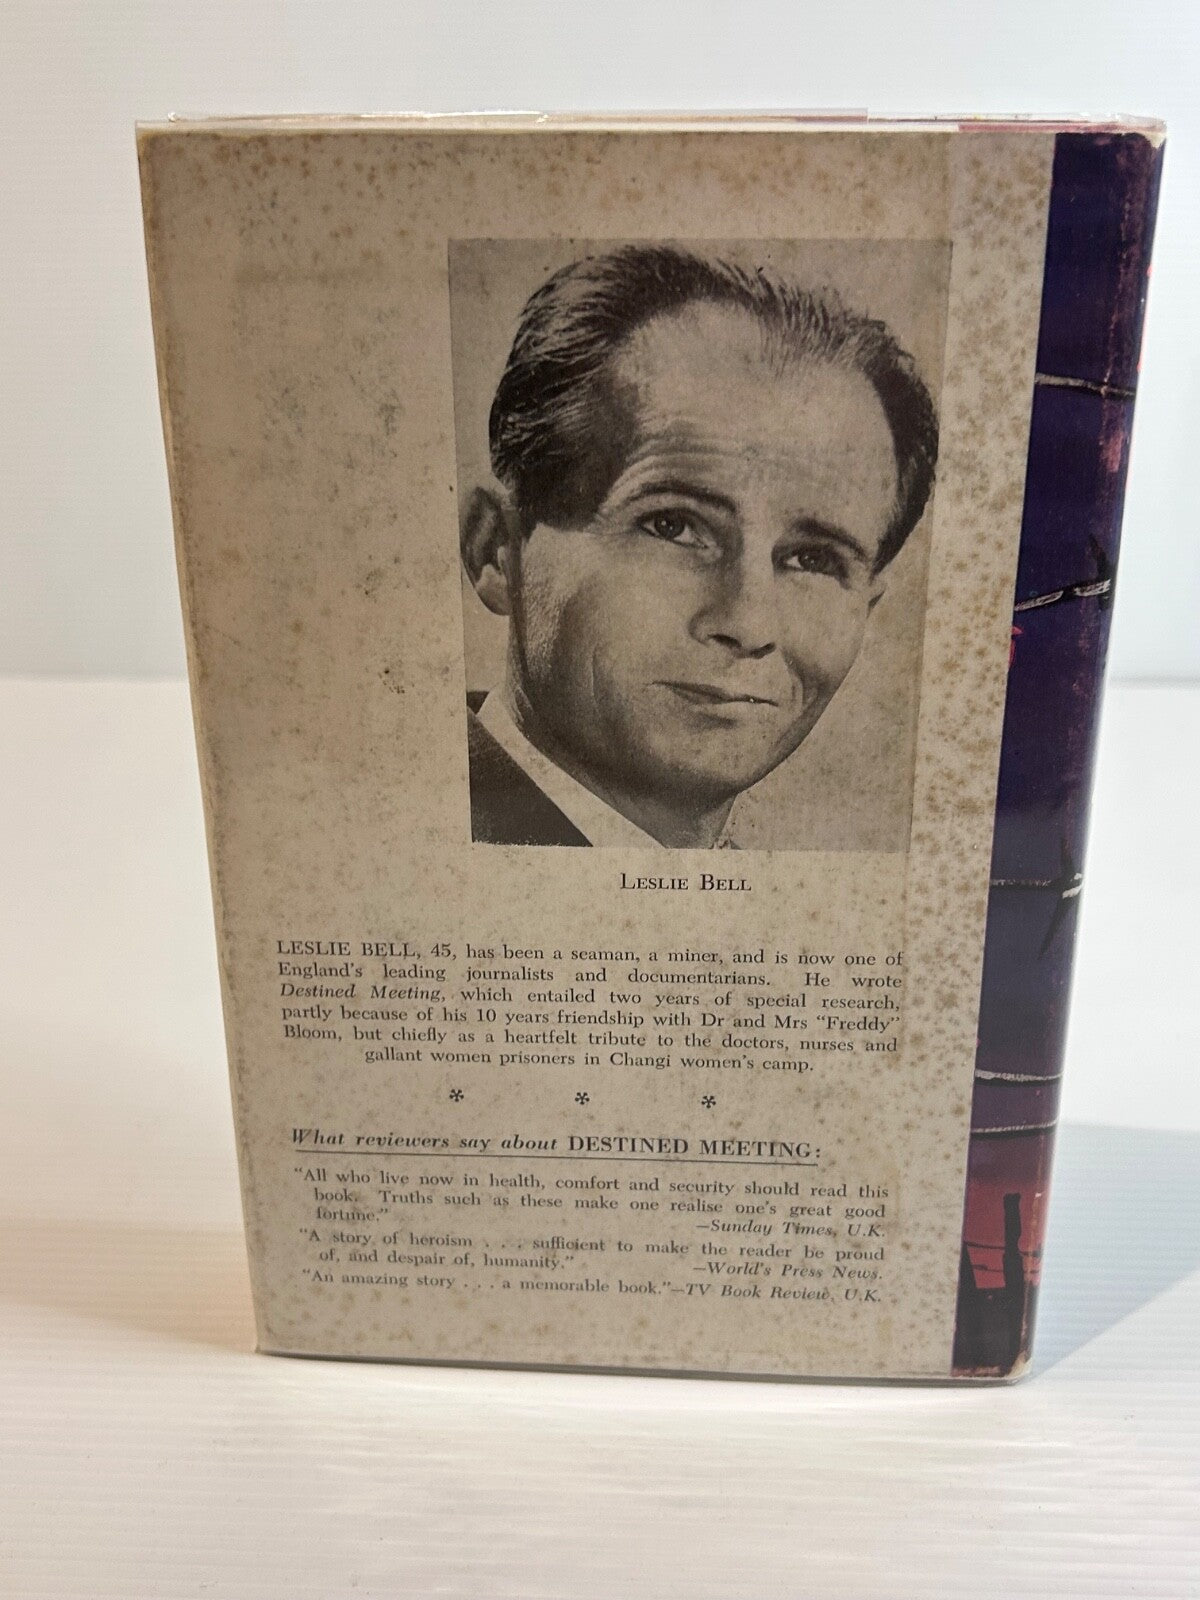 LESLIE BELL
LESLIE BELL, 45, has been a seaman, a miner, and is now one of
England's leading journalists and documentarians. He wrote
Destined Meeting, which entailed two years of special research,
partly because of his 10 years friendship with Dr and Mrs "Freddy"
Bloom, but chiefly as a heartfelt tribute to the doctors, nurses and
gallant women prisoners in Changi women's camp.
* * *
What reviewers say about DESTINED MEETING:
"All who live now in health, comfort and security should read this
book. Truths such as these make one realise one's great good
fortune."
—Sunday Times, U.K.
"A story of heroism . . . sufficient to make the reader be proud
of, and despair of, humanity." —World's Press News.
"An amazing story . . . a memorable book."—TV Book Review, U.K.